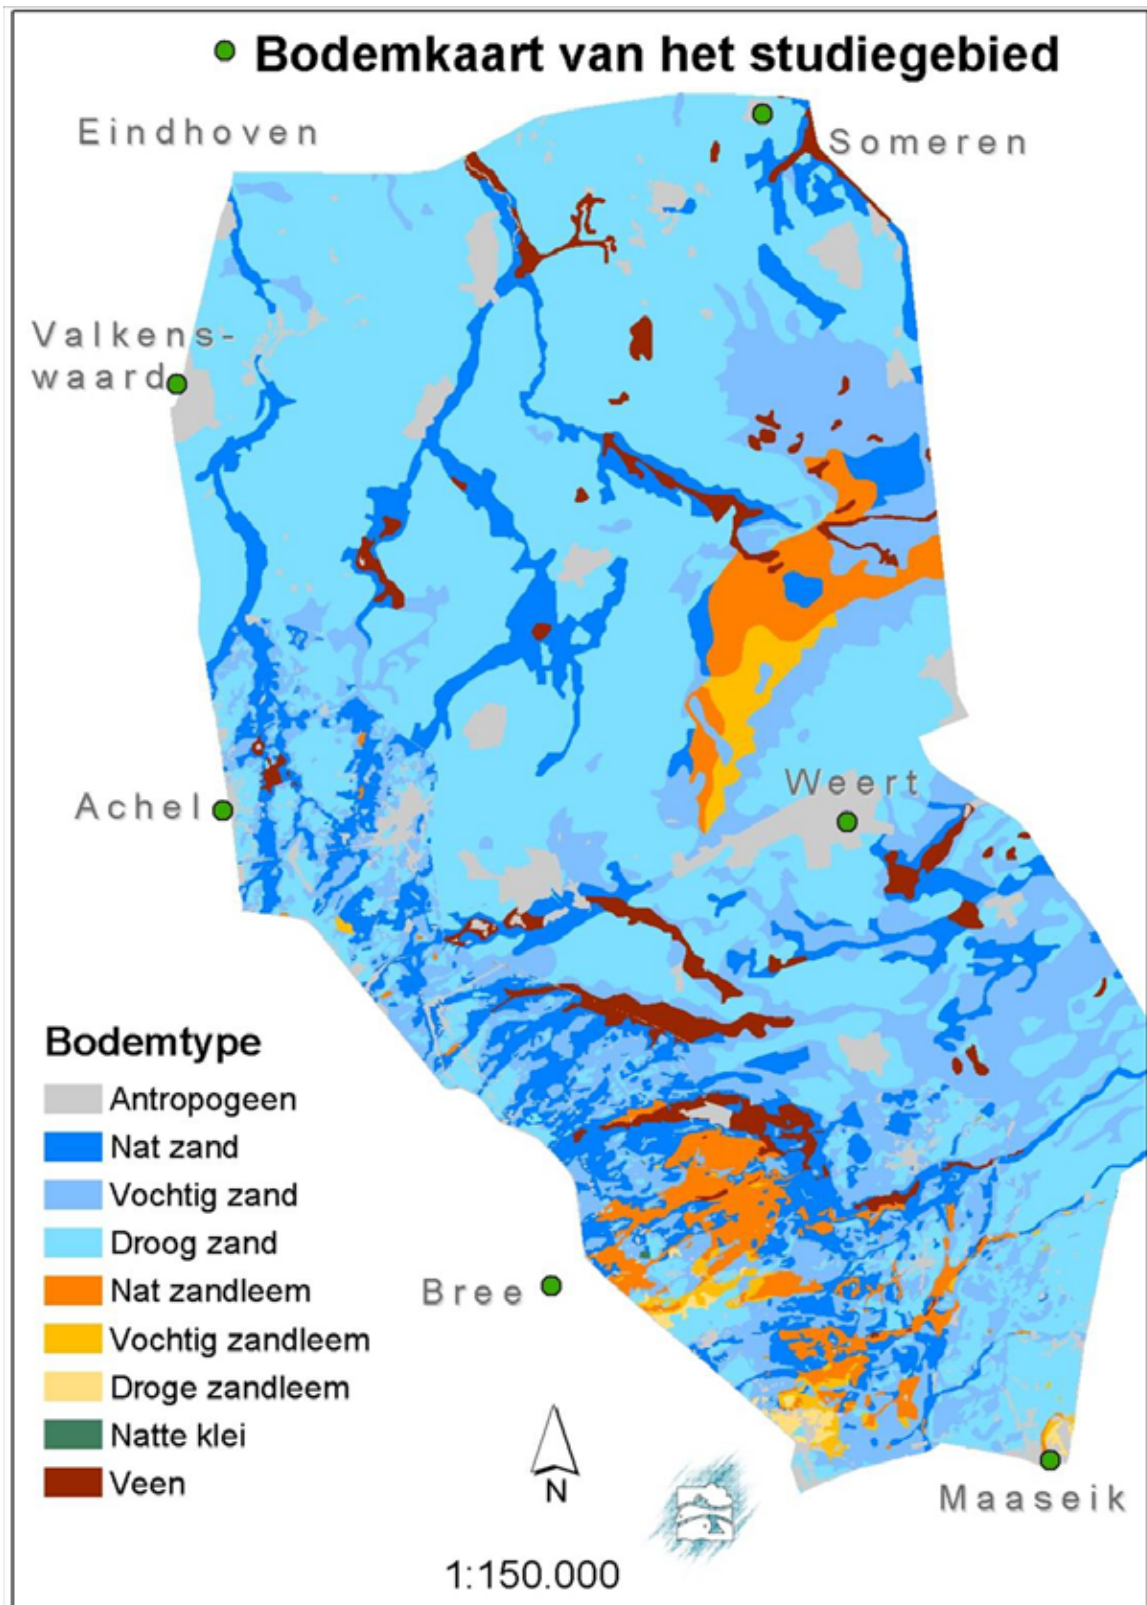 Bodemkaart van het studiegebied
Eindhoven
Someren
Valkens-
waard
Achel
Weert
Bree
Maaseik
Bodemtype
Antropogeen
Nat zand
Vochtig zand
Droog zand
Nat zandleem
Vochtig zandleem
Droge zandleem
Natte klei
Veen
N
1:150.000